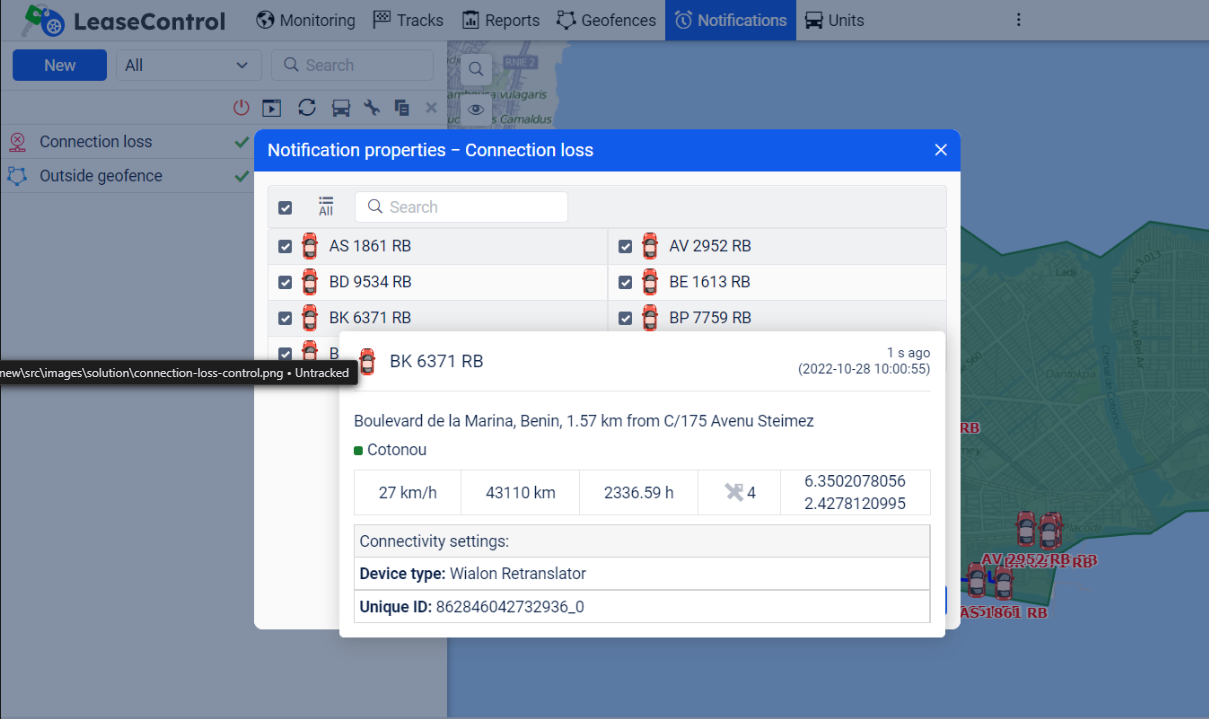 LeaseControl
Monitoring
Tracks
Reports
Geofences
Notifications
Units
New
All
Search
RNIE 2
vulagaris
Camaldus
Connection loss
Outside geofence
Notification properties – Connection loss
All
Search
AS 1861 RB
AV 2952 RB
BD 9534 RB
BE 1613 RB
BK 6371 RB
BP 7759 RB
B
new\src\images\solution\connection-loss-control.png • Untracked
BK 6371 RB
1 s ago
(2022-10-28 10:00:55)
Boulevard de la Marina, Benin, 1.57 km from C/175 Avenu Steimez
Cotonou
27 km/h
43110 km
2336.59 h
4
6.3502078056
2.4278120995
Connectivity settings:
Device type: Wialon Retranslator
Unique ID: 862846042732936_0
Rue 3.013
RB
AV 2952 RB
RB
AS 1861 RB